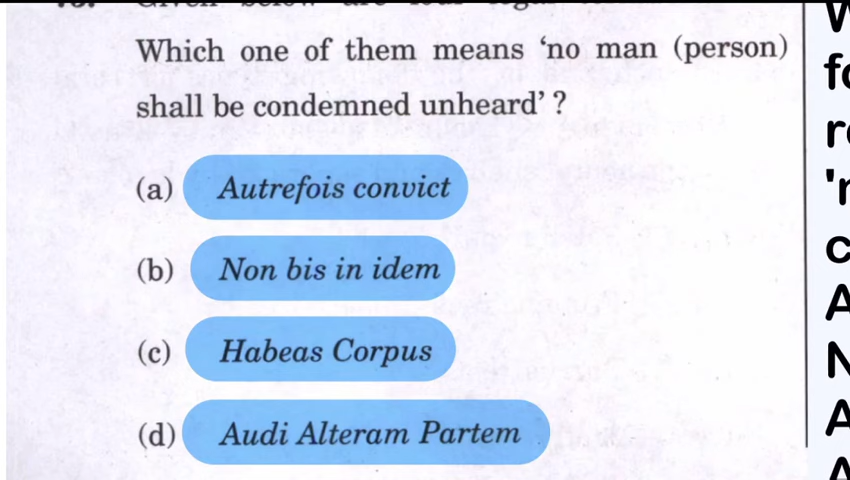 Which one of them means ‘no man (person)
shall be condemned unheard’ ?
(a) Autrefois convict
(b) Non bis in idem
(c) Habeas Corpus
(d) Audi Alteram Partem